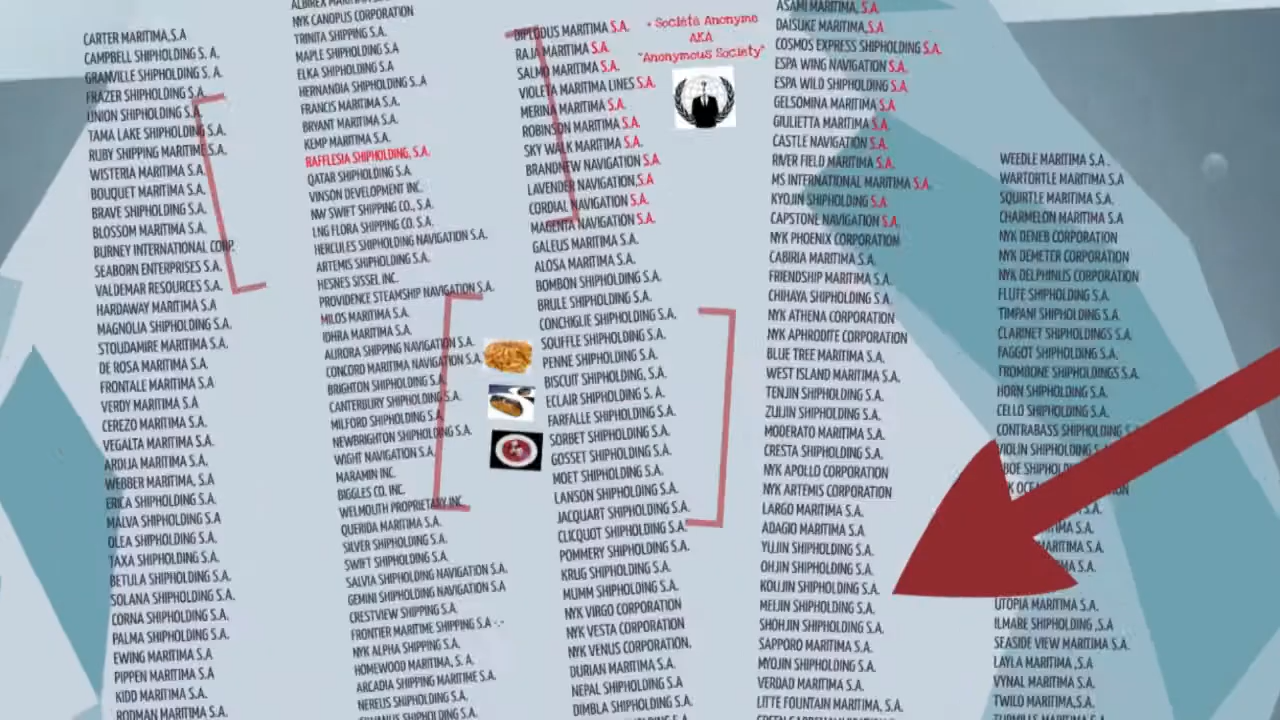 CARTER MARITIMA,S.A
CAMPBELL SHIPHOLDING S. A.
GRANVILLE SHIPHOLDING S. A.
FRAZER SHIPHOLDING S.A.
UNION SHIPHOLDING S.A.
TAMA LAKE SHIPHOLDING S.A.
RUBY SHIPPING MARITIME S.A.
WISTERIA MARITIMA S.A.
BOUQUET MARITIMA S.A.
BRAVE SHIPHOLDING S.A.
BLOSSOM MARITIMA S.A.
BURNEY INTERNATIONAL CORP.
SEABORN ENTERPRISES S.A.
VALDEMAR RESOURCES S.A.
HARDAWAY MARITIMA S.A
MAGNOLIA SHIPHOLDING S.A.
STOUDAMIRE MARITIMA S.A.
DE ROSA MARITIMA S.A.
FRONTALE MARITIMA S.A
VERDY MARITIMA S.A
CEREZO MARITIMA S.A.
VEGALTA MARITIMA S.A.
ARDIJA MARITIMA S.A.
WEBBER MARITIMA S.A.
ERICA SHIPHOLDING S.A.
MALVA SHIPHOLDING S.A
OLEA SHIPHOLDING S.A.
TAXA SHIPHOLDING S.A.
BETULA SHIPHOLDING S.A.
SOLANA SHIPHOLDING S.A.
CORNA SHIPHOLDING S.A.
PALMA SHIPHOLDING S.A.
EWING MARITIMA S.A
PIPPEN MARITIMA S.A
KIDD MARITIMA S.A.
RODMAN MARITIMA S.A.
NYK CANOPUS CORPORATION
TRINITA SHIPPING S.A.
MAPLE SHIPHOLDING S.A.
ELKA SHIPHOLDING S.A.
HERNANDIA SHIPHOLDING S.A
FRANCIS MARITIMA S.A.
BRYANT MARITIMA S.A.
KEMP MARITIMA S.A.
RAFFLESIA SHIPHOLDING, S.A.
QATAR SHIPHOLDING S.A.
VINSON DEVELOPMENT INC.
NW SWIFT SHIPPING CO., S.A.
LNG FLORA SHIPPING CO. S.A.
HERCULES SHIPHOLDING NAVIGATION S.A.
ARTEMIS SHIPHOLDING S.A.
HESNES SISSEL INC.
PROVIDENCE STEAMSHIP NAVIGATION S.A.
MILOS MARITIMA S.A.
IDHRA MARITIMA S.A.
AURORA SHIPPING NAVIGATION S.A.
CONCORD MARITIMA NAVIGATION S.A
BRIGHTON SHIPHOLDING S.A.
CANTERBURY SHIPHOLDING S.A.
MILFORD SHIPHOLDING S.A.
NEWBRIGHTON SHIPHOLDING S.A.
WIGHT NAVIGATION S.A.
MARAMIN INC.
BIGGLES CO. INC.
WELMOUTH PROPRIETARY,INC.
QUERIDA MARITIMA S.A.
SILVER SHIPHOLDING S.A.
SWIFT SHIPHOLDING S.A.
SALVIA SHIPHOLDING NAVIGATION S.A.
GEMINI SHIPHOLDING NAVIGATION S.A
CRESTVIEW SHIPPING S.A.
FRONTIER MARITIME SHIPPING S.A -.-
NYK ALPHA SHIPPING S.A.
HOMEWOOD MARITIMA, S. A.
ARCADIA SHIPPING MARITIME S.A.
NEREUS SHIPHOLDING S.A.
DIPLODUS MARITIMA S.A.
RAJA MARITIMA S.A.
SALMO MARITIMA S.A.
VIOLETA MARITIMA LINES S.A.
MERINA MARITIMA S.A.
ROBINSON MARITIMA S.A.
SKY WALK MARITIMA S.A.
BRANDNEW NAVIGATION S.A.
LAVENDER NAVIGATION,S.A
CORDIAL NAVIGATION S.A.
MAGENTA NAVIGATION S.A.
GALEUS MARITIMA S.A.
ALOSA MARITIMA S.A.
BOMBON SHIPHOLDING S.A.
BRULE SHIPHOLDING S.A.
CONCHIGLIE SHIPHOLDING S.A.
SOUFFLE SHIPHOLDING S.A.
PENNE SHIPHOLDING S.A.
BISCUIT SHIPHOLDING, S.A.
ECLAIR SHIPHOLDING S.A.
FARFALLE SHIPHOLDING S.A.
SORBET SHIPHOLDING S.A.
GOSSET SHIPHOLDING S.A.
MOET SHIPHOLDING S.A.
LANSON SHIPHOLDING S.A.
JACQUART SHIPHOLDING S.A.
CLICQUOT SHIPHOLDING S.A.
POMMERY SHIPHOLDING S.A.
KRUG SHIPHOLDING S.A.
MUMM SHIPHOLDING S.A.
NYK VIRGO CORPORATION
NYK VESTA CORPORATION
NYK VENUS CORPORATION.
DURIAN MARITIMA S.A.
NEPAL SHIPHOLDING S.A
DIMBLA SHIPHOLDING S.A.
* Société Anonyme
AKA
"Anonymous Society"
ASAMI MARITIMA, S.A.
DAISUKE MARITIMA,S.A
COSMOS EXPRESS SHIPHOLDING S.A.
ESPA WING NAVIGATION S.A.
ESPA WILD SHIPHOLDING S.A
GELSOMINA MARITIMA S.A
GIULIETTA MARITIMA S.A.
CASTLE NAVIGATION S.A.
RIVER FIELD MARITIMA S.A.
MS INTERNATIONAL MARITIMA S.A.
KYOJIN SHIPHOLDING S.A
CAPSTONE NAVIGATION S.A.
NYK PHOENIX CORPORATION
CABIRIA MARITIMA S.A.
FRIENDSHIP MARITIMA S.A.
CHIHAYA SHIPHOLDING S.A.
NYK ATHENA CORPORATION
NYK APHRODITE CORPORATION
BLUE TREE MARITIMA S.A.
WEST ISLAND MARITIMA S.A.
TENJIN SHIPHOLDING S.A.
ZUIJIN SHIPHOLDING S.A.
MODERATO MARITIMA S.A.
CRESTA SHIPHOLDING S.A.
NYK APOLLO CORPORATION
NYK ARTEMIS CORPORATION
LARGO MARITIMA S.A.
ADAGIO MARITIMA S.A.
YUJIN SHIPHOLDING S.A.
OHJIN SHIPHOLDING S.A.
KOUJIN SHIPHOLDING S.A.
MEIJIN SHIPHOLDING S.A.
SHOHJIN SHIPHOLDING S.A.
SAPPORO MARITIMA S.A.
MYOJIN SHIPHOLDING S.A.
VERDAD MARITIMA S.A.
LITTE FOUNTAIN MARITIMA, S.A.
WEEDLE MARITIMA S.A .
WARTORTLE MARITIMA S.A
SQUIRTLE MARITIMA S.A.
CHARMELON MARITIMA S.A
NYK DENEB CORPORATION
NYK DEMETER CORPORATION
NYK DELPHINUS CORPORATION
FLUTE SHIPHOLDING S.A.
TIMPANI SHIPHOLDING S.A.
CLARINET SHIPHOLDINGS S.A.
FAGGOT SHIPHOLDING S.A.
TROMBONE SHIPHOLDINGS S.A.
HORN SHIPHOLDING S.A.
CELLO SHIPHOLDING S.A.
CONTRABASS SHIPHOLDING S.A.
VIOLIN SHIPHOLDING S.A.
UTOPIA MARITIMA S.A.
ILMARE SHIPHOLDING ,S.A
SEASIDE VIEW MARITIMA S.A.
LAYLA MARITIMA ,S.A
VYNAL MARITIMA S.A.
TWILO MARITIMA,S.A.